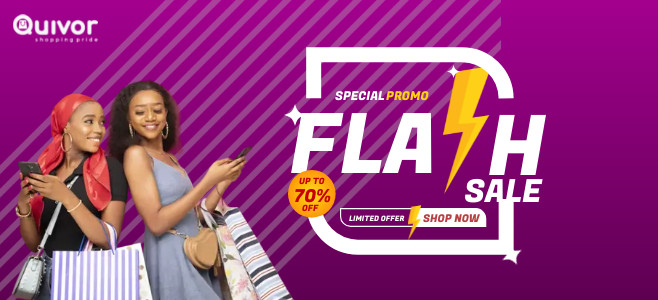 Quivor
shopping pride
SPECIAL PROMO
FLASH
SALE
UP TO
70%
OFF
LIMITED OFFER SHOP NOW